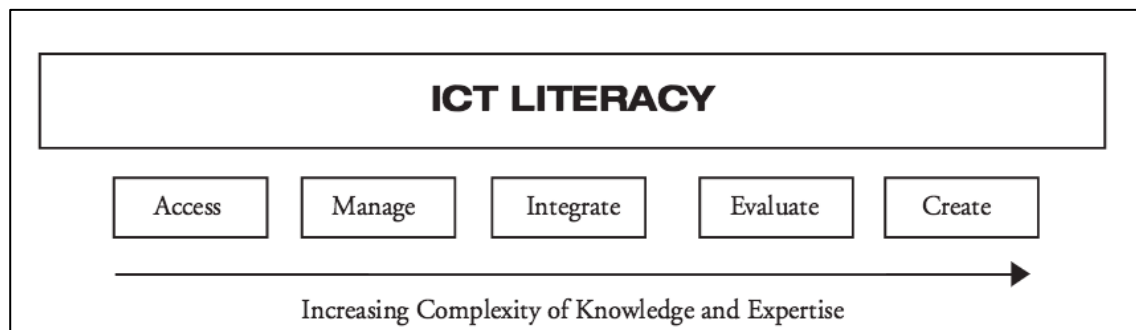 ICT LITERACY
Access Manage Integrate Evaluate Create
Increasing Complexity of Knowledge and Expertise